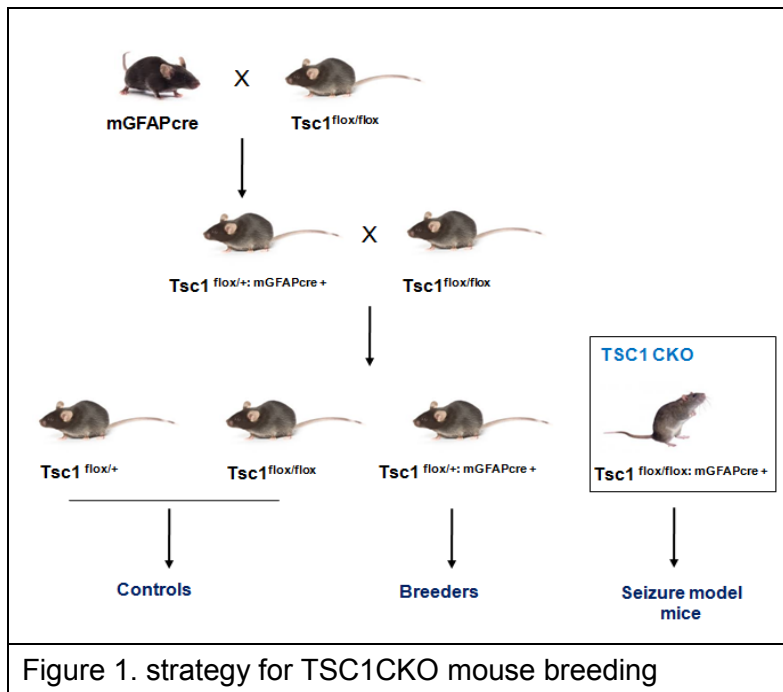 X
mGFAPcre
Tsc1flox/flox
X
Tsc1 flox/+: mGFAPcre +
Tsc1flox/flox
TSC1 CKO
Tsc1 flox/+
Tsc1flox/flox
Tsc1 flox/+: mGFAPcre +
Tsc1 flox/flox: mGFAPcre +
Controls
Breeders
Seizure model
mice
Figure 1. strategy for TSC1CKO mouse breeding